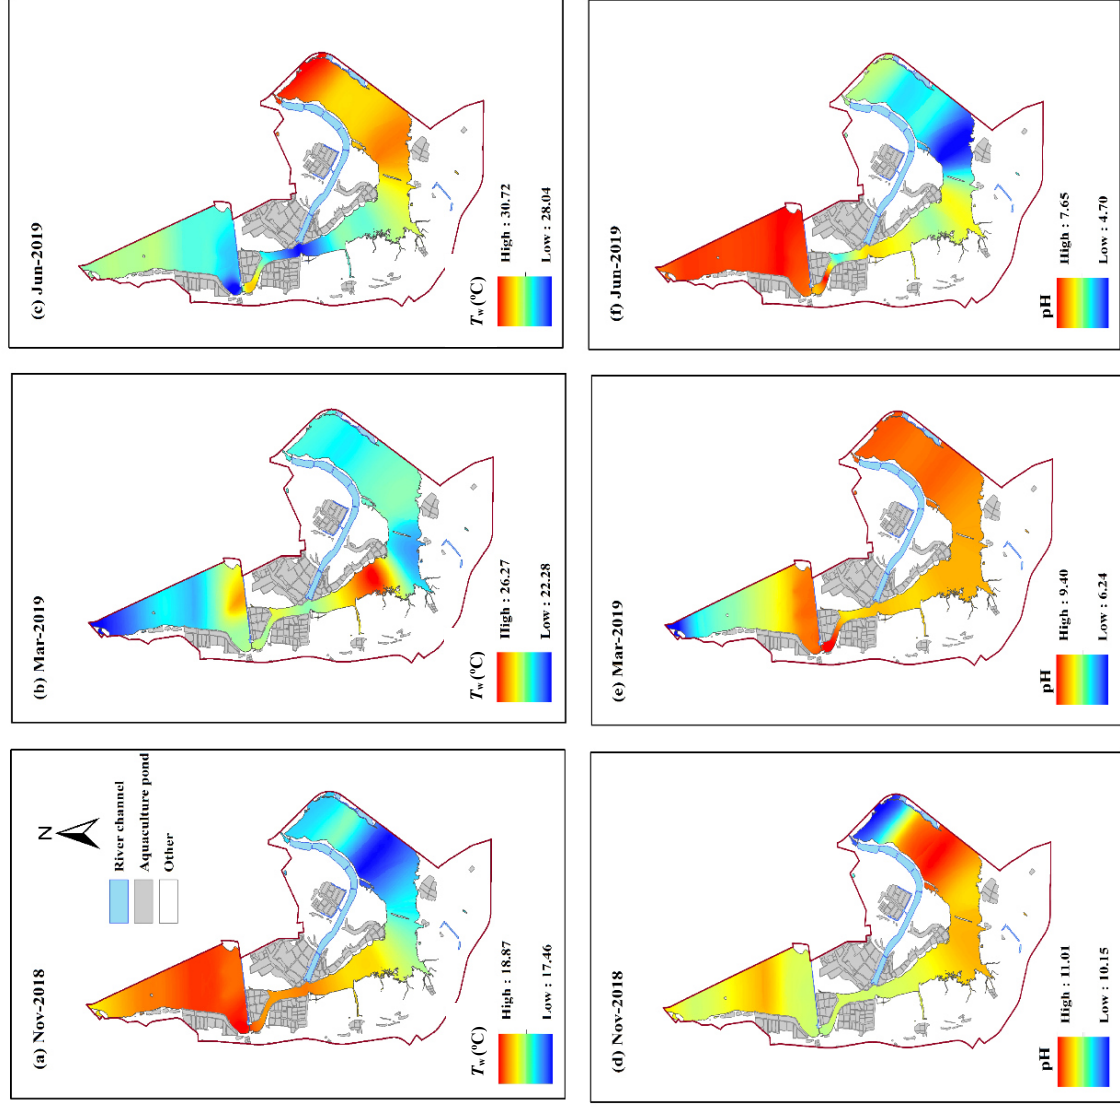 (a) Nov-2018
N
River channel
Aquaculture pond
Other
Tw(°C)
High : 18.87
Low : 17.46
(b) Mar-2019
Tw(°C)
High : 26.27
Low : 22.28
(c) Jun-2019
Tw(°C)
High : 30.72
Low : 28.04
(d) Nov-2018
pH
High : 11.01
Low : 10.15
(e) Mar-2019
pH
High : 9.40
Low : 6.24
(f) Jun-2019
pH
High : 7.65
Low : 4.70